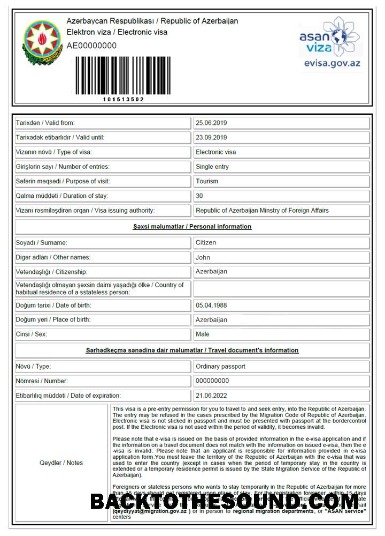 Azərbaycan Respublikası / Republic of Azerbaijan
Elektron viza / Electronic visa
AE00000000
101513502
asan
viza
evisa.gov.az
Tarixdən / Valid from: 25.06.2019
Tarixədək etibarlıdır / Valid until: 23.09.2019
Vizanın növü / Type of visa: Electronic visa
Girişlərin sayı / Number of entries: Single entry
Səfərin məqsədi / Purpose of visit: Tourism
Qalma müddəti / Duration of stay: 30
Vizanı rəsmiləşdirən orqan / Visa issuing authority: Republic of Azerbaijan Minstry of Foreign Affairs
Şəxsi məlumatlar / Personal information
Soyadı / Surname: Citizen
Digər adları / Other names: John
Vətəndaşlığı / Citizenship: Azerbaijan
Vətəndaşlığı olmayan şəxsin daimi yaşadığı ölkə / Country of
habitual residence of a sstateless person:
Doğum tarixi / Date of birth: 05.04.1988
Doğum yeri / Place of birth: Azerbaijan
Cinsi / Sex: Male
Sərhədkeçmə sənədinə dair məlumatlar / Travel document's information
Növü / Type: Ordinary passport
Nömrəsi / Number: 000000000
Etibarlılıq müddəti / Date of expiration: 21.06.2022
Qeydlər / Notes
This visa is a pre-entry permission for you to travel to and seek entry, into the Republic of Azerbaijan.
The entry may be refused in the cases prescribed by the Migration Code of Republic of Azerbaijan.
Electronic visa is not sticked in passport and must be presented with passport at the bordercontrol
post. If the Electronic visa is not used within the period of validity, it becomes invalid.
Please note that e-visa is issued on the basis of provided information in the e-visa application and if
the information on a travel document does not match with the information on issued e-visa, then the e
visa is invalid. Please note that an applicant is responsible for information provided in e-visa
application form.You must leave the territory of the Republic of Azerbaijan with the e-visa that was
used to enter the country (except in cases when the period of temporary stay in the country is
extended or a temporary residence permit is issued by the State Migration Service of the Republic of
Azerbaijan).
Foreigners or stateless persons who wants to stay temporarily in the Republic of Azerbaijan for more
BACKTOTHESOUND.COM
(qeydiyyat@migration.gov.az ) or in person to regional migration departments, or "ASAN service"
centers